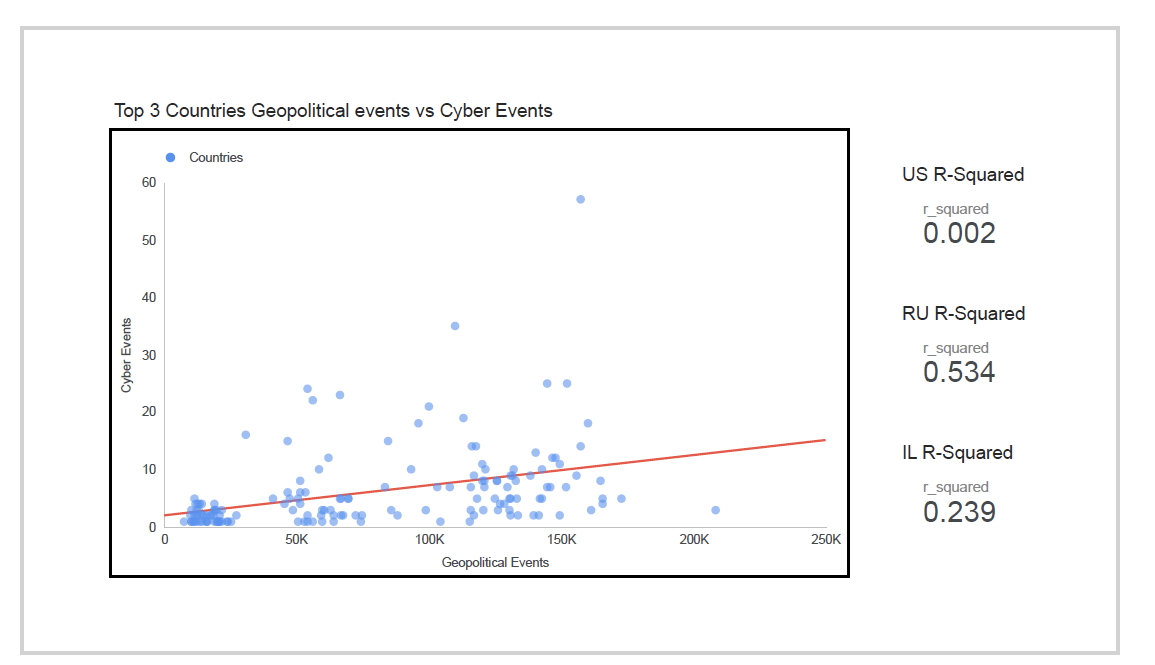 Top 3 Countries Geopolitical events vs Cyber Events
Countries
60
50
40
30
20
10
0
Cyber Events
0 50K 100K 150K 200K 250K
Geopolitical Events
US R-Squared
r_squared
0.002
RU R-Squared
r_squared
0.534
IL R-Squared
r_squared
0.239